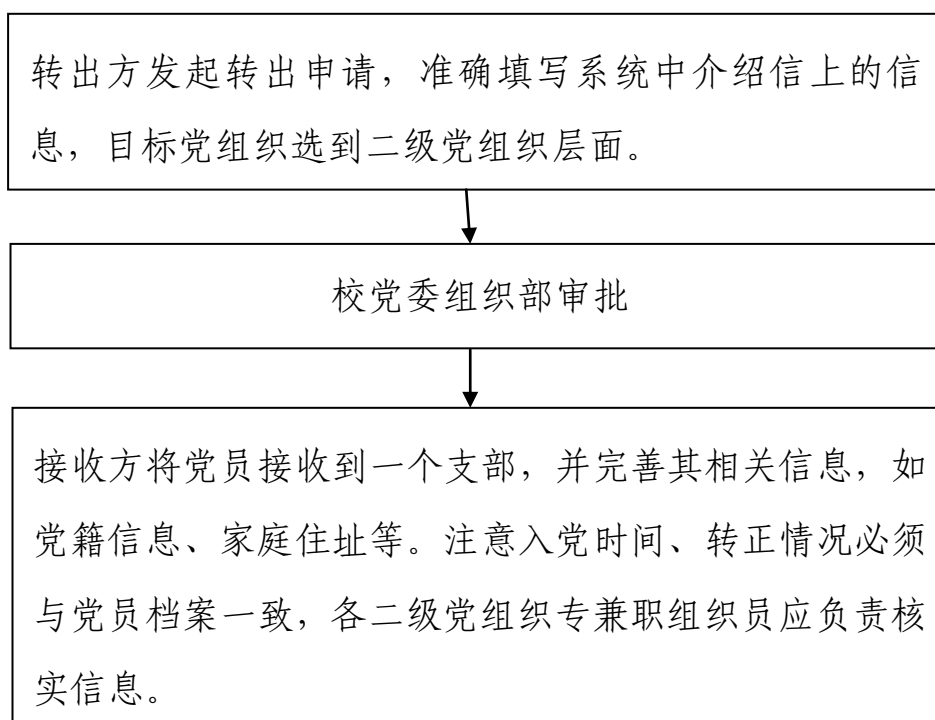 转出方发起转出申请，准确填写系统中介绍信上的信
息，目标党组织选到二级党组织层面。
校党委组织部审批
接收方将党员接收到一个支部，并完善其相关信息，如
党籍信息、家庭住址等。注意入党时间、转正情况必须
与党员档案一致，各二级党组织专兼职组织员应负责核
实信息。